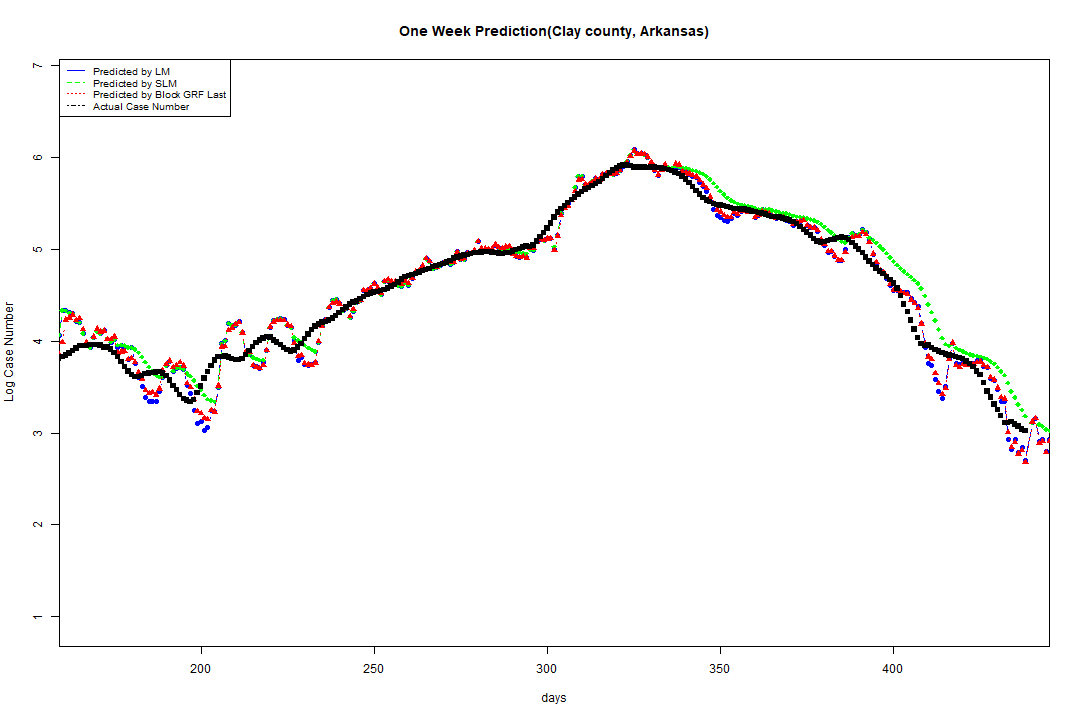 One Week Prediction(Clay county, Arkansas)
Predicted by LM
Predicted by SLM
Predicted by Block GRF Last
Actual Case Number
7
6
5
4
3
2
1
Log Case Number
200 250 300 350 400
days